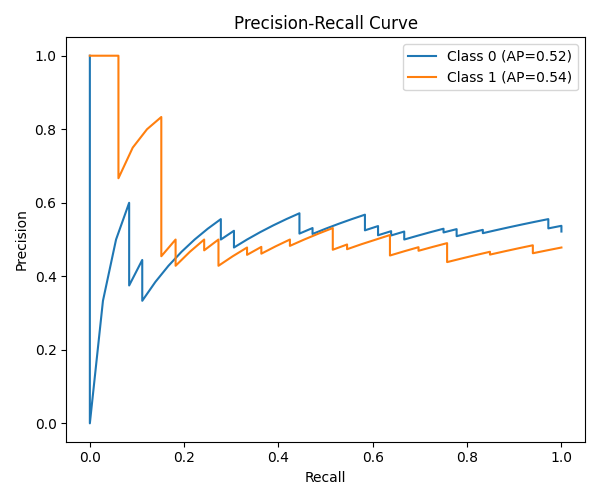 Precision-Recall Curve
Class 0 (AP=0.52)
Class 1 (AP=0.54)
Precision
1.0
0.8
0.6
0.4
0.2
0.0
0.0 0.2 0.4 0.6 0.8 1.0
Recall